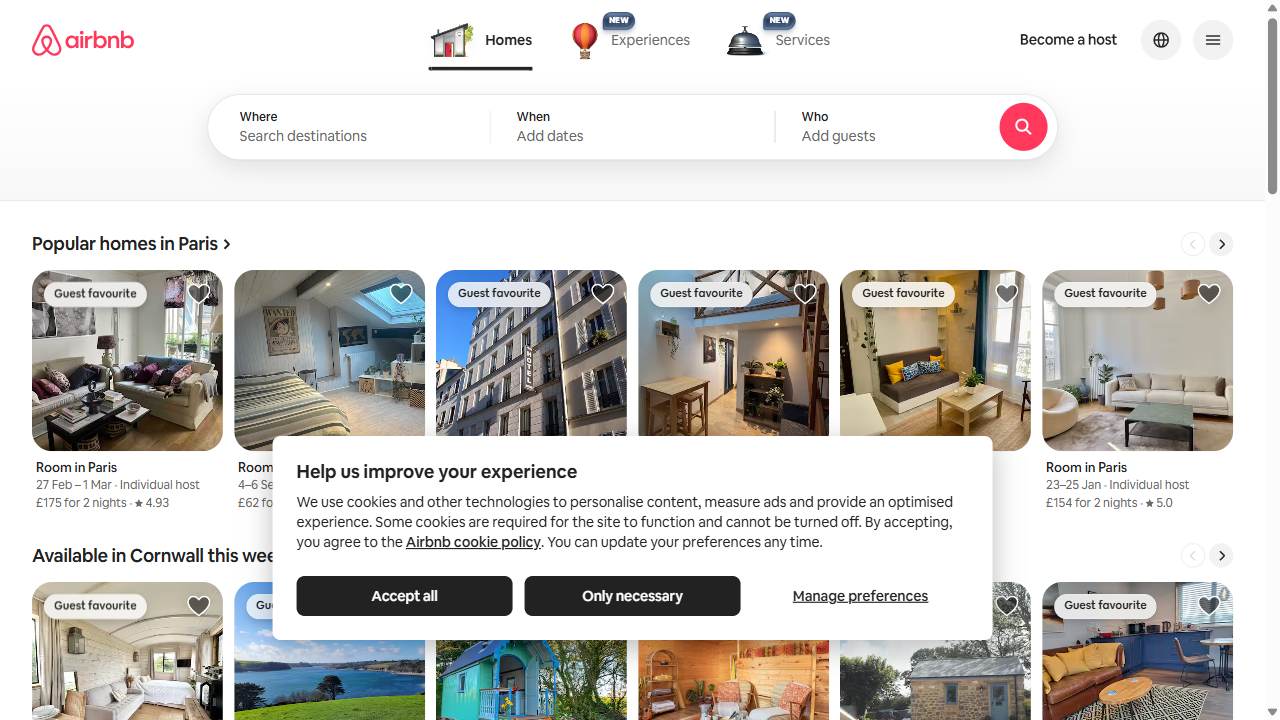 airbnb
Homes
NEW
Experiences
NEW
Services
Become a host
Where
Search destinations
When
Add dates
Who
Add guests
Popular homes in Paris
Guest favourite
Guest favourite
Guest favourite
Guest favourite
Guest favourite
WANTED
HOTEL
Room in Paris
27 Feb – 1 Mar · Individual host
£175 for 2 nights · ★ 4.93
Room
4–6 Se
£62 fo
Room in Paris
23–25 Jan · Individual host
£154 for 2 nights · ★ 5.0
Help us improve your experience
We use cookies and other technologies to personalise content, measure ads and provide an optimised
experience. Some cookies are required for the site to function and cannot be turned off. By accepting,
you agree to the Airbnb cookie policy. You can update your preferences any time.
Accept all
Only necessary
Manage preferences
Available in Cornwall this wee
Guest favourite
Gu
Guest favourite